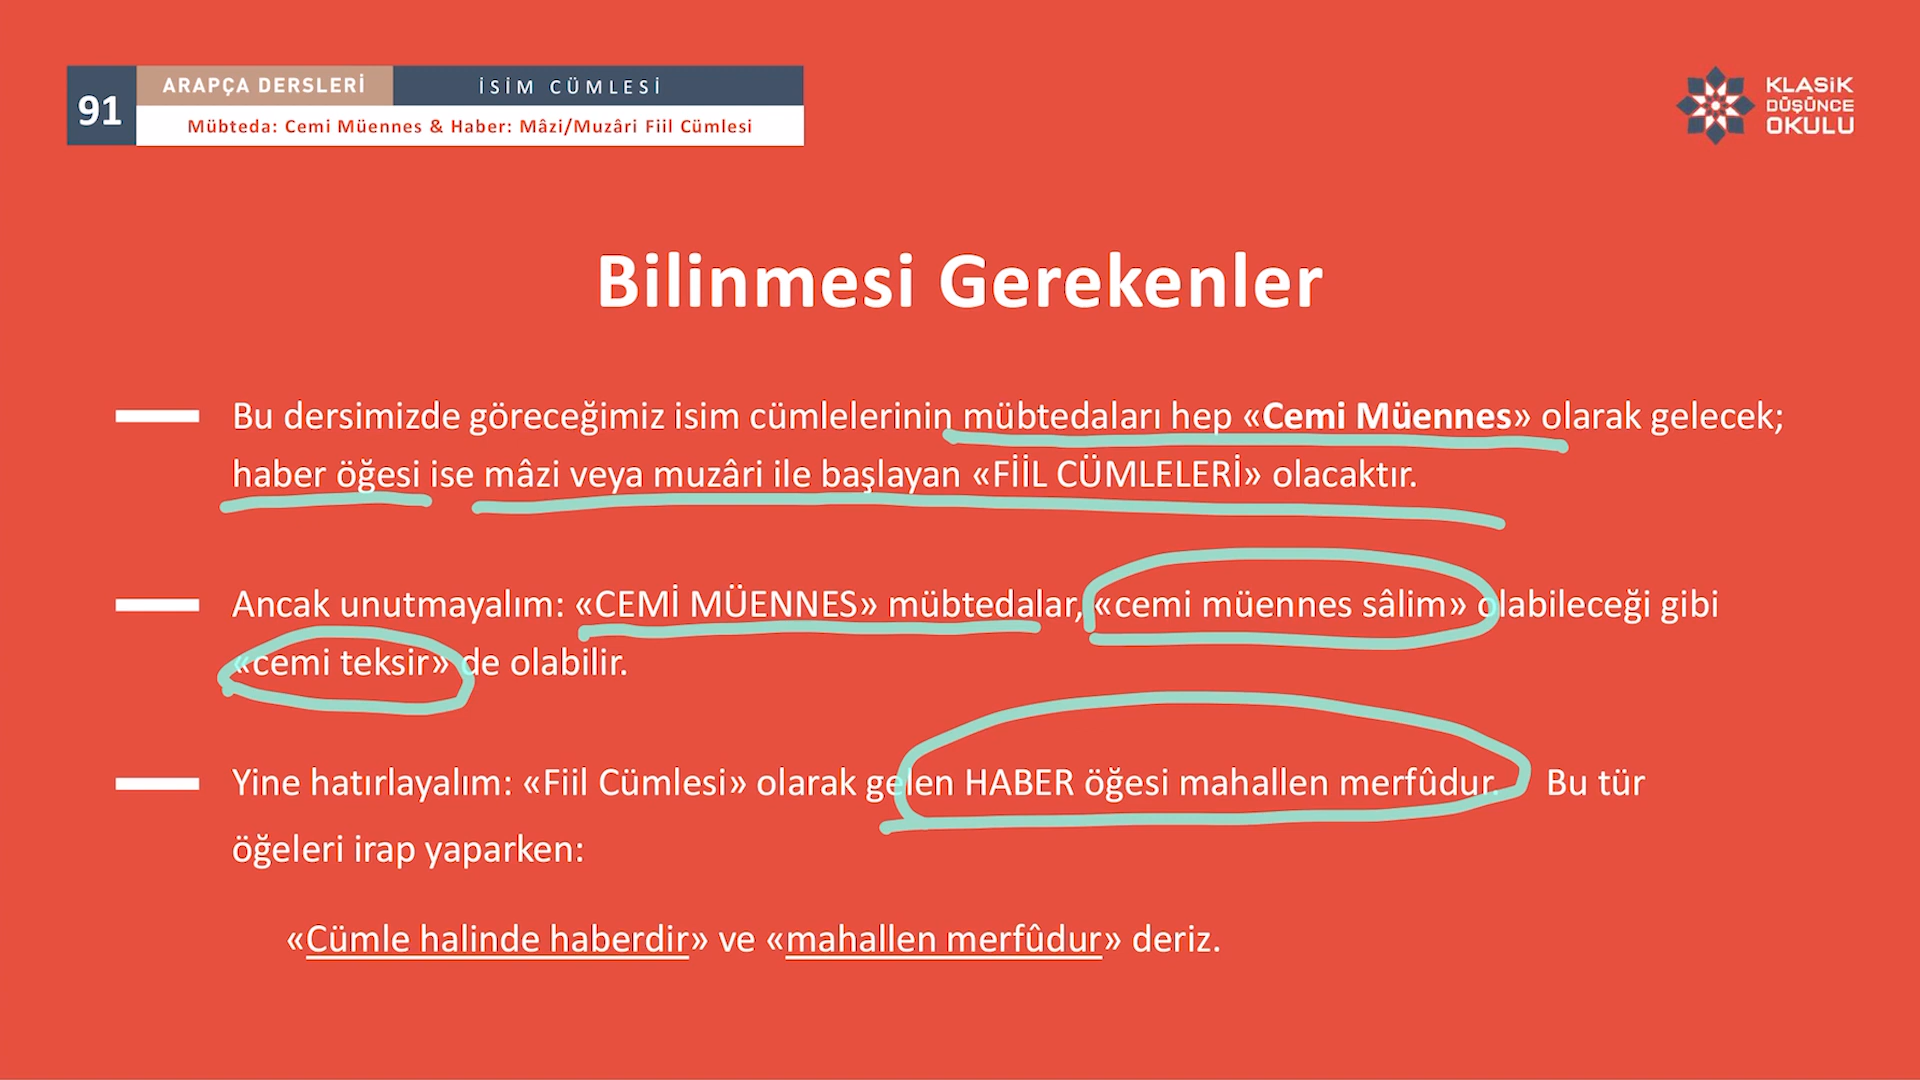 91
ARAPÇA DERSLERİ
İSİM CÜMLESİ
Mübteda: Cemi Müennes & Haber: Mâzi/Muzâri Fiil Cümlesi
KLASİK
DÜŞÜNCE
OKULU
Bilinmesi Gerekenler
Bu dersimizde göreceğimiz isim cümlelerinin mübtedaları hep «Cemi Müennes» olarak gelecek;
haber öğesi ise mâzi veya muzâri ile başlayan «FİİL CÜMLELERİ» olacaktır.
Ancak unutmayalım: «CEMİ MÜENNES» mübtedalar, «cemi müennes sâlim» olabileceği gibi
«cemi teksir» de olabilir.
Yine hatırlayalım: «Fiil Cümlesi» olarak gelen HABER öğesi mahallen merfûdur. Bu tür
öğeleri irap yaparken:
«Cümle halinde haberdir» ve «mahallen merfûdur» deriz.